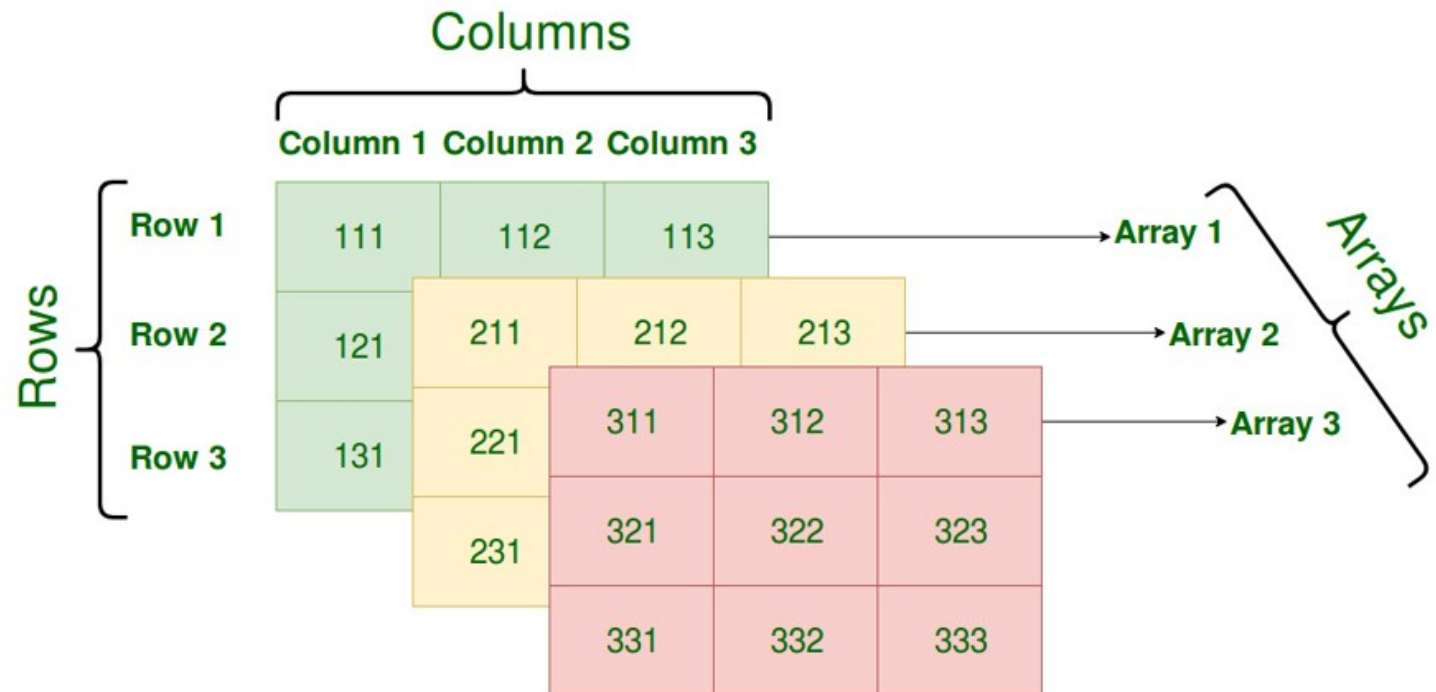 Columns
Column 1 Column 2 Column 3
Rows
Row 1
111 112 113
Array 1
Arrays
Row 2
121 211 212 213
Array 2
311 312 313
Array 3
Row 3
131 221
321 322 323
231
331 332 333